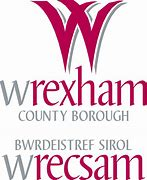 wrexham
COUNTY BOROUGH
BWRDEISTREF SIROL
wrecsam